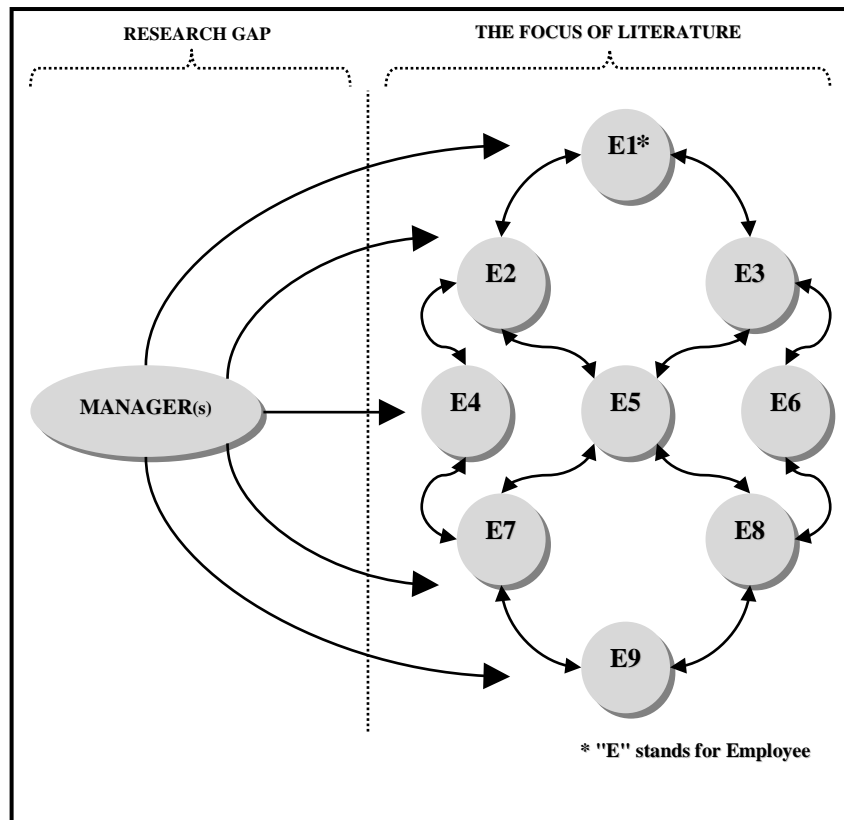 RESEARCH GAP
THE FOCUS OF LITERATURE
E1*
E2
E3
MANAGER(s)
E4
E5
E6
E7
E8
E9
* "E" stands for Employee